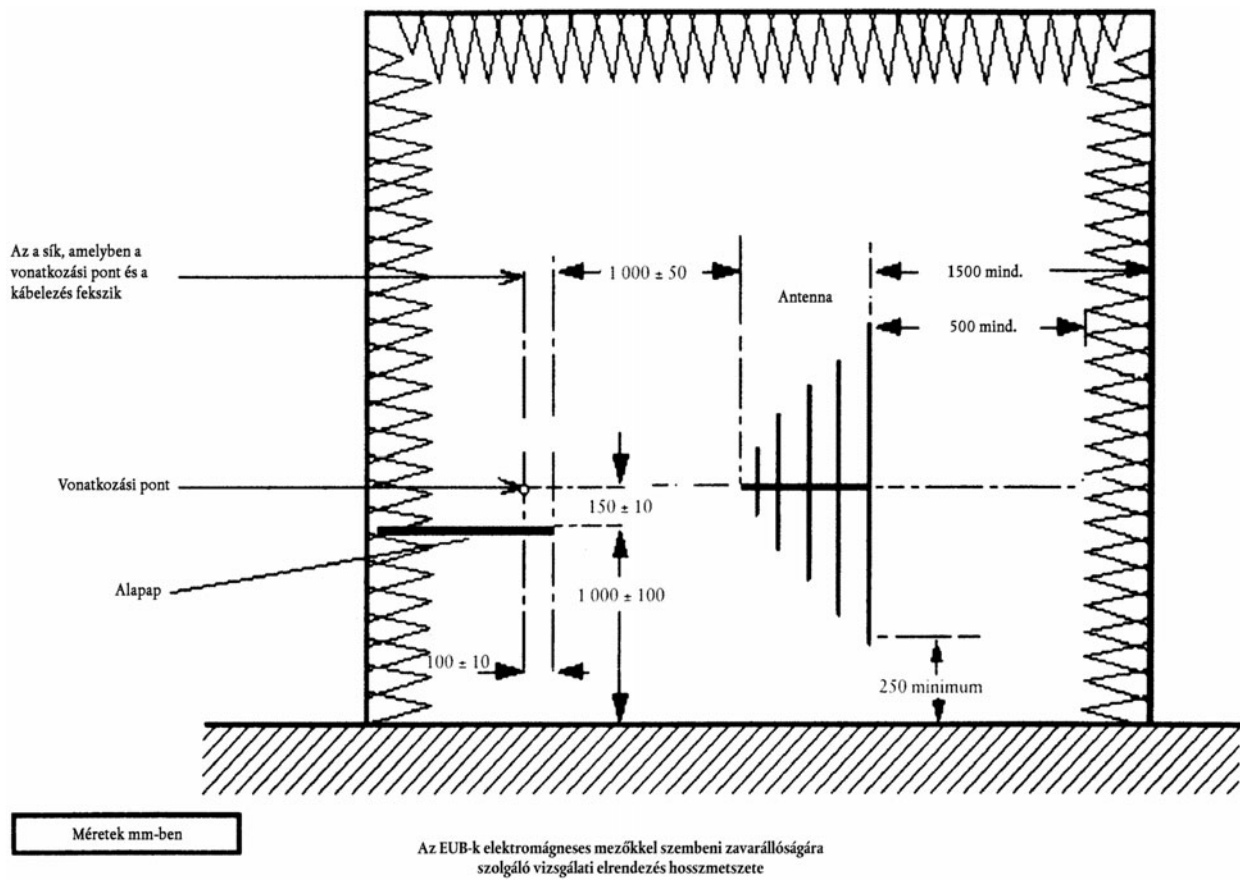 Az a sík, amelyben a
vonatkozási pont és a
kábelezés fekszik
1 000 ± 50
1500 mind.
Antenna
500 mind.
Vonatkozási pont
150 ± 10
Alapap
1 000 ± 100
100 ± 10
250 minimum
Méretek mm-ben
Az EUB-k elektromágneses mezőkkel szembeni zavarállóságára
szolgáló vizsgálati elrendezés hosszmetszete